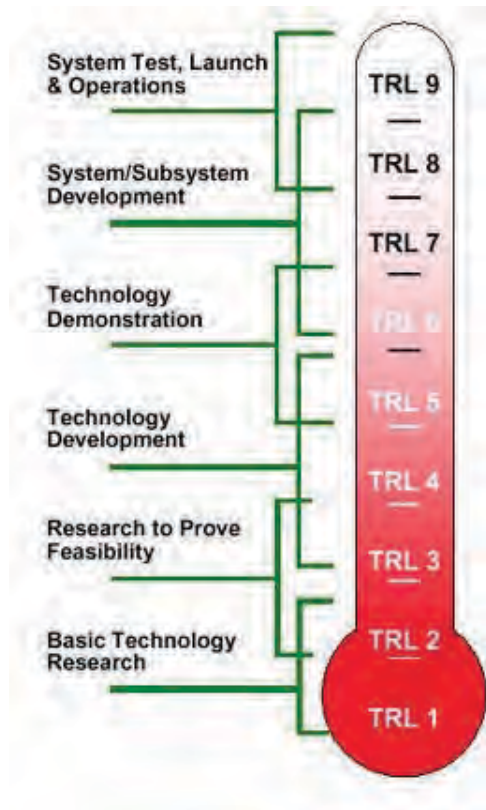 System Test, Launch
& Operations
System/Subsystem
Development
Technology
Demonstration
Technology
Development
Research to Prove
Feasibility
Basic Technology
Research
TRL 9
TRL 8
TRL 7
TRL 6
TRL 5
TRL 4
TRL 3
TRL 2
TRL 1